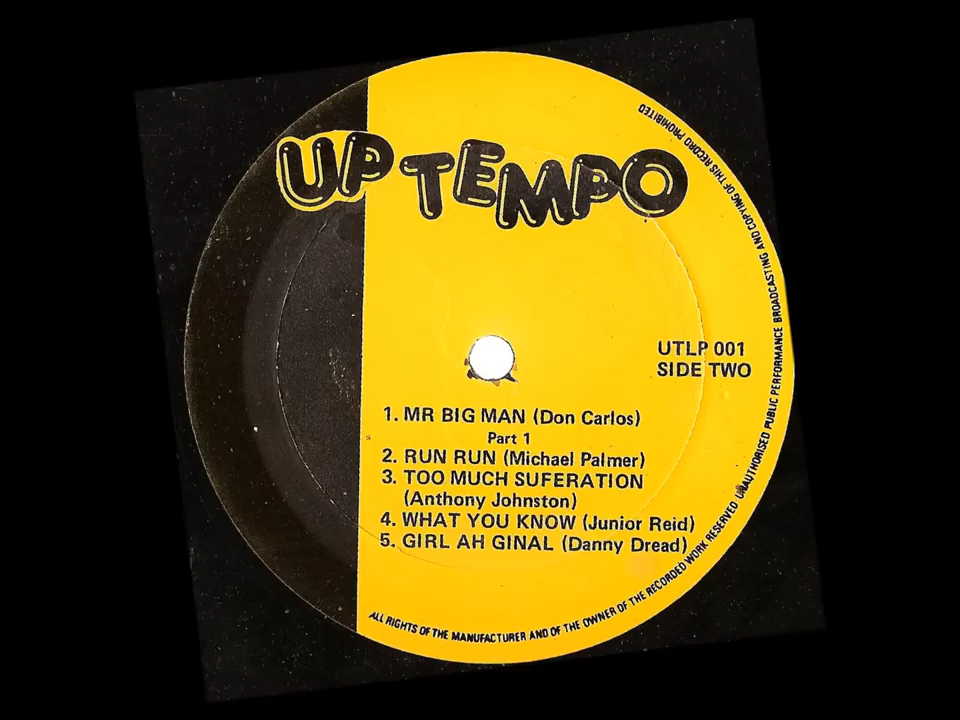 UP TEMPO
UTLP 001
SIDE TWO
1. MR BIG MAN (Don Carlos)
Part 1
2. RUN RUN (Michael Palmer)
3. TOO MUCH SUFERATION
(Anthony Johnston)
4. WHAT YOU KNOW (Junior Reid)
5. GIRL AH GINAL (Danny Dread)
ALL RIGHTS OF THE MANUFACTURER AND OF THE OWNER OF THE RECORDED WORK RESERVED UNAUTHORISED PUBLIC PERFORMANCE BROADCASTING AND COPYING OF THIS RECORD PROHIBITED